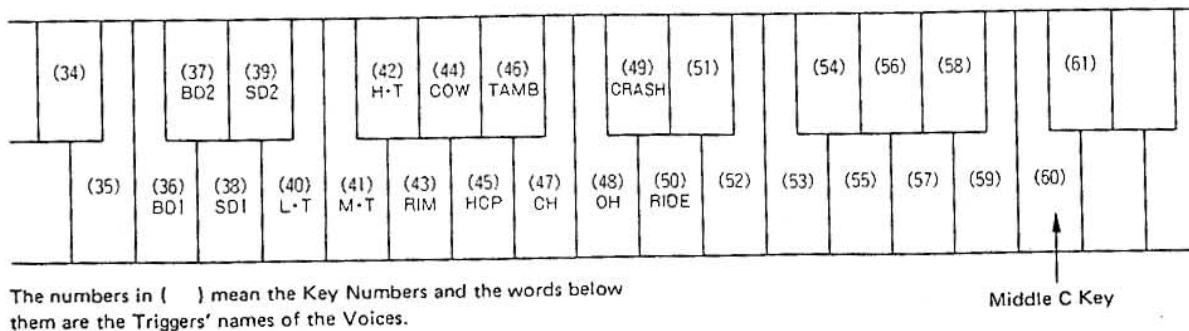 (34) (37) (39) (42) (44) (46) (49) (51) (54) (56) (58) (61)
BD2 SD2 H·T COW TAMB CRASH
(35) (36) (38) (40) (41) (43) (45) (47) (48) (50) (52) (53) (55) (57) (59) (60)
BD1 SD1 L·T M·T RIM HCP CH OH RIDE
The numbers in ( ) mean the Key Numbers and the words below
them are the Triggers' names of the Voices.
Middle C Key